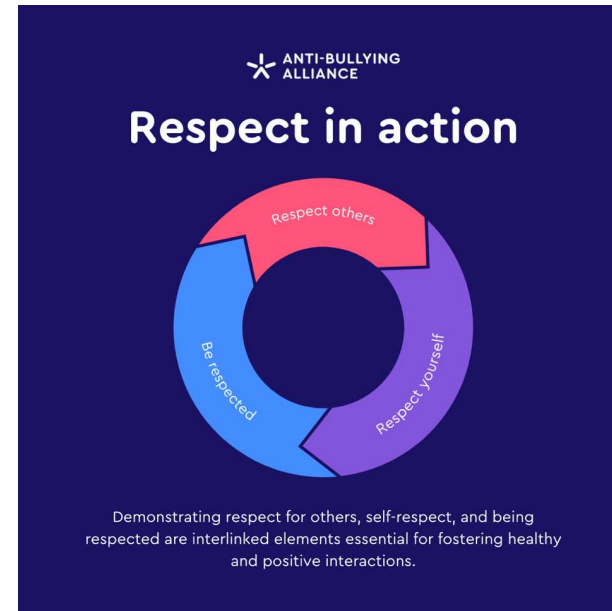 ANTI-BULLYING
ALLIANCE
Respect in action
Respect others
Respect yourself
Be respected
Demonstrating respect for others, self-respect, and being
respected are interlinked elements essential for fostering healthy
and positive interactions.